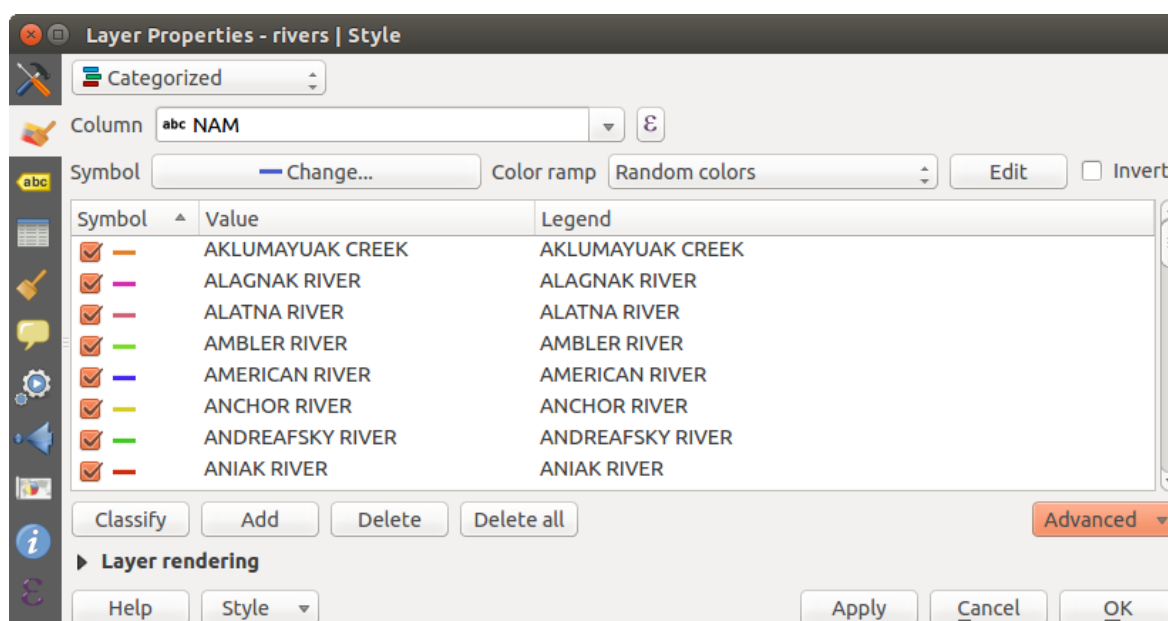 Layer Properties - rivers | Style
Categorized
Column abc NAM ε
abc Symbol Change... Color ramp Random colors Edit Invert
Symbol Value Legend
AKLUMAYUAK CREEK AKLUMAYUAK CREEK
ALAGNAK RIVER ALAGNAK RIVER
ALATNA RIVER ALATNA RIVER
AMBLER RIVER AMBLER RIVER
AMERICAN RIVER AMERICAN RIVER
ANCHOR RIVER ANCHOR RIVER
ANDREAFSKY RIVER ANDREAFSKY RIVER
ANIAK RIVER ANIAK RIVER
Classify Add Delete Delete all Advanced
i Layer rendering
ε Help Style Apply Cancel OK